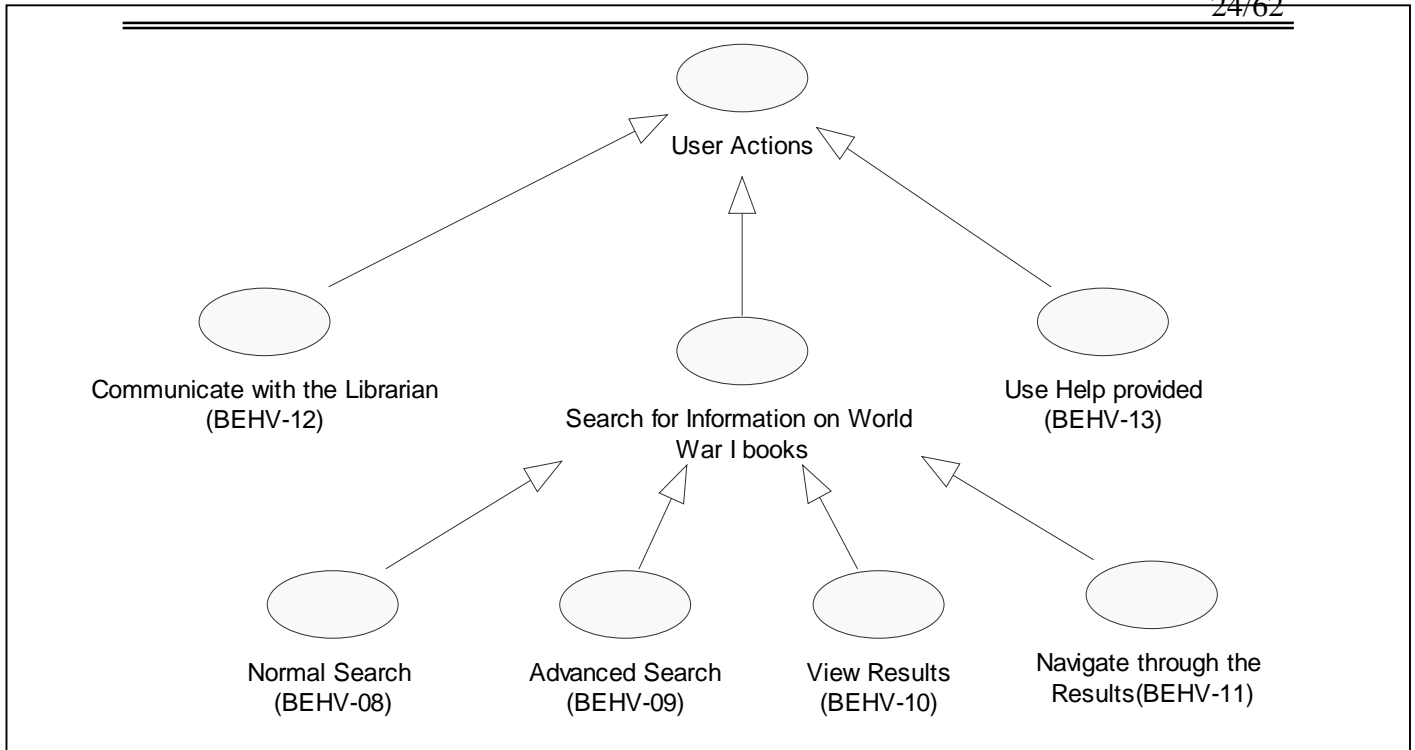 24/62
User Actions
Communicate with the Librarian
(BEHV-12)
Search for Information on World
War I books
Use Help provided
(BEHV-13)
Normal Search
(BEHV-08)
Advanced Search
(BEHV-09)
View Results
(BEHV-10)
Navigate through the
Results(BEHV-11)